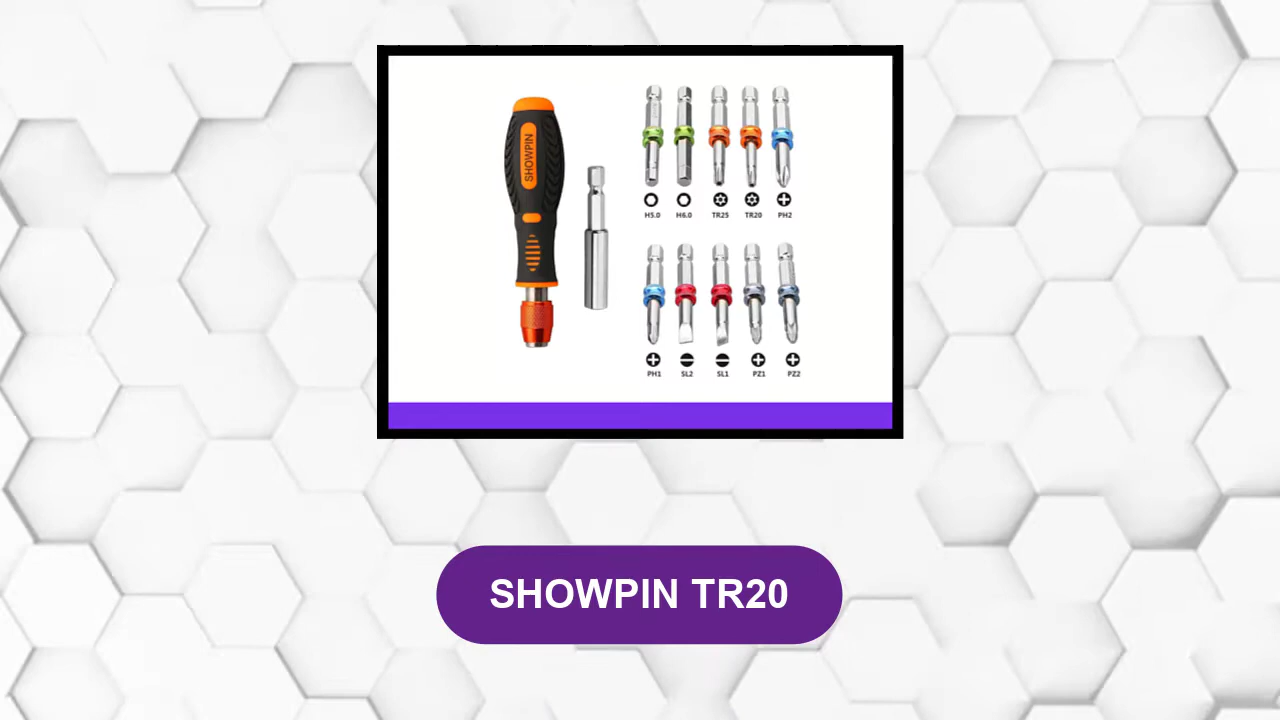 SHOWPIN
H5.0 H6.0 TR25 TR20 PH2
PH1 SL2 SL1 PZ1 PZ2
SHOWPIN TR20